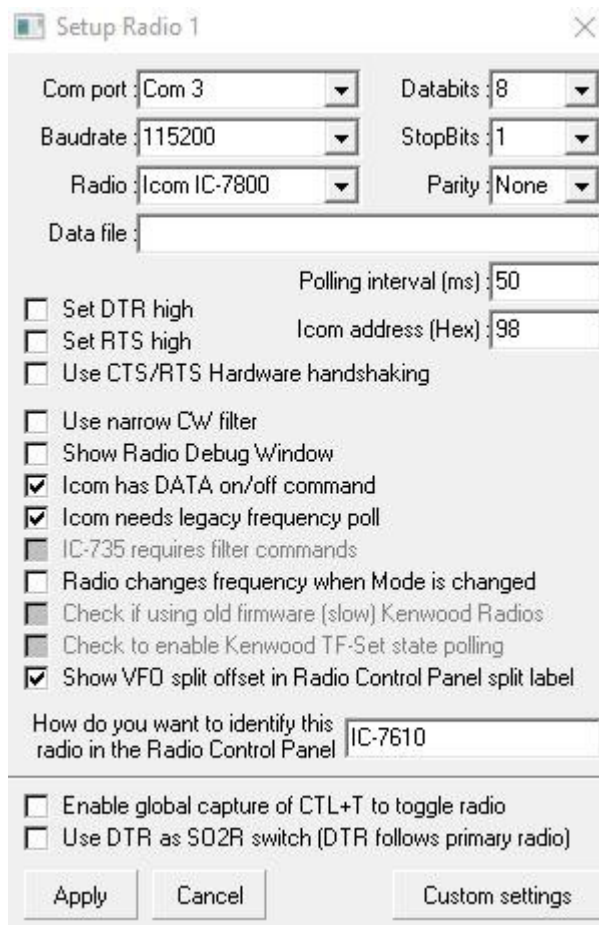 Setup Radio 1
Com port : Com 3 Databits : 8
Baudrate : 115200 StopBits : 1
Radio : Icom IC-7800 Parity : None
Data file :
Polling interval (ms) : 50
Set DTR high
Icom address (Hex) : 98
Set RTS high
Use CTS/RTS Hardware handshaking
Use narrow CW filter
Show Radio Debug Window
Icom has DATA on/off command
Icom needs legacy frequency poll
IC-735 requires filter commands
Radio changes frequency when Mode is changed
Check if using old firmware (slow) Kenwood Radios
Check to enable Kenwood TF-Set state polling
Show VFO split offset in Radio Control Panel split label
How do you want to identify this
radio in the Radio Control Panel IC-7610
Enable global capture of CTL+T to toggle radio
Use DTR as SO2R switch (DTR follows primary radio)
Apply Cancel Custom settings